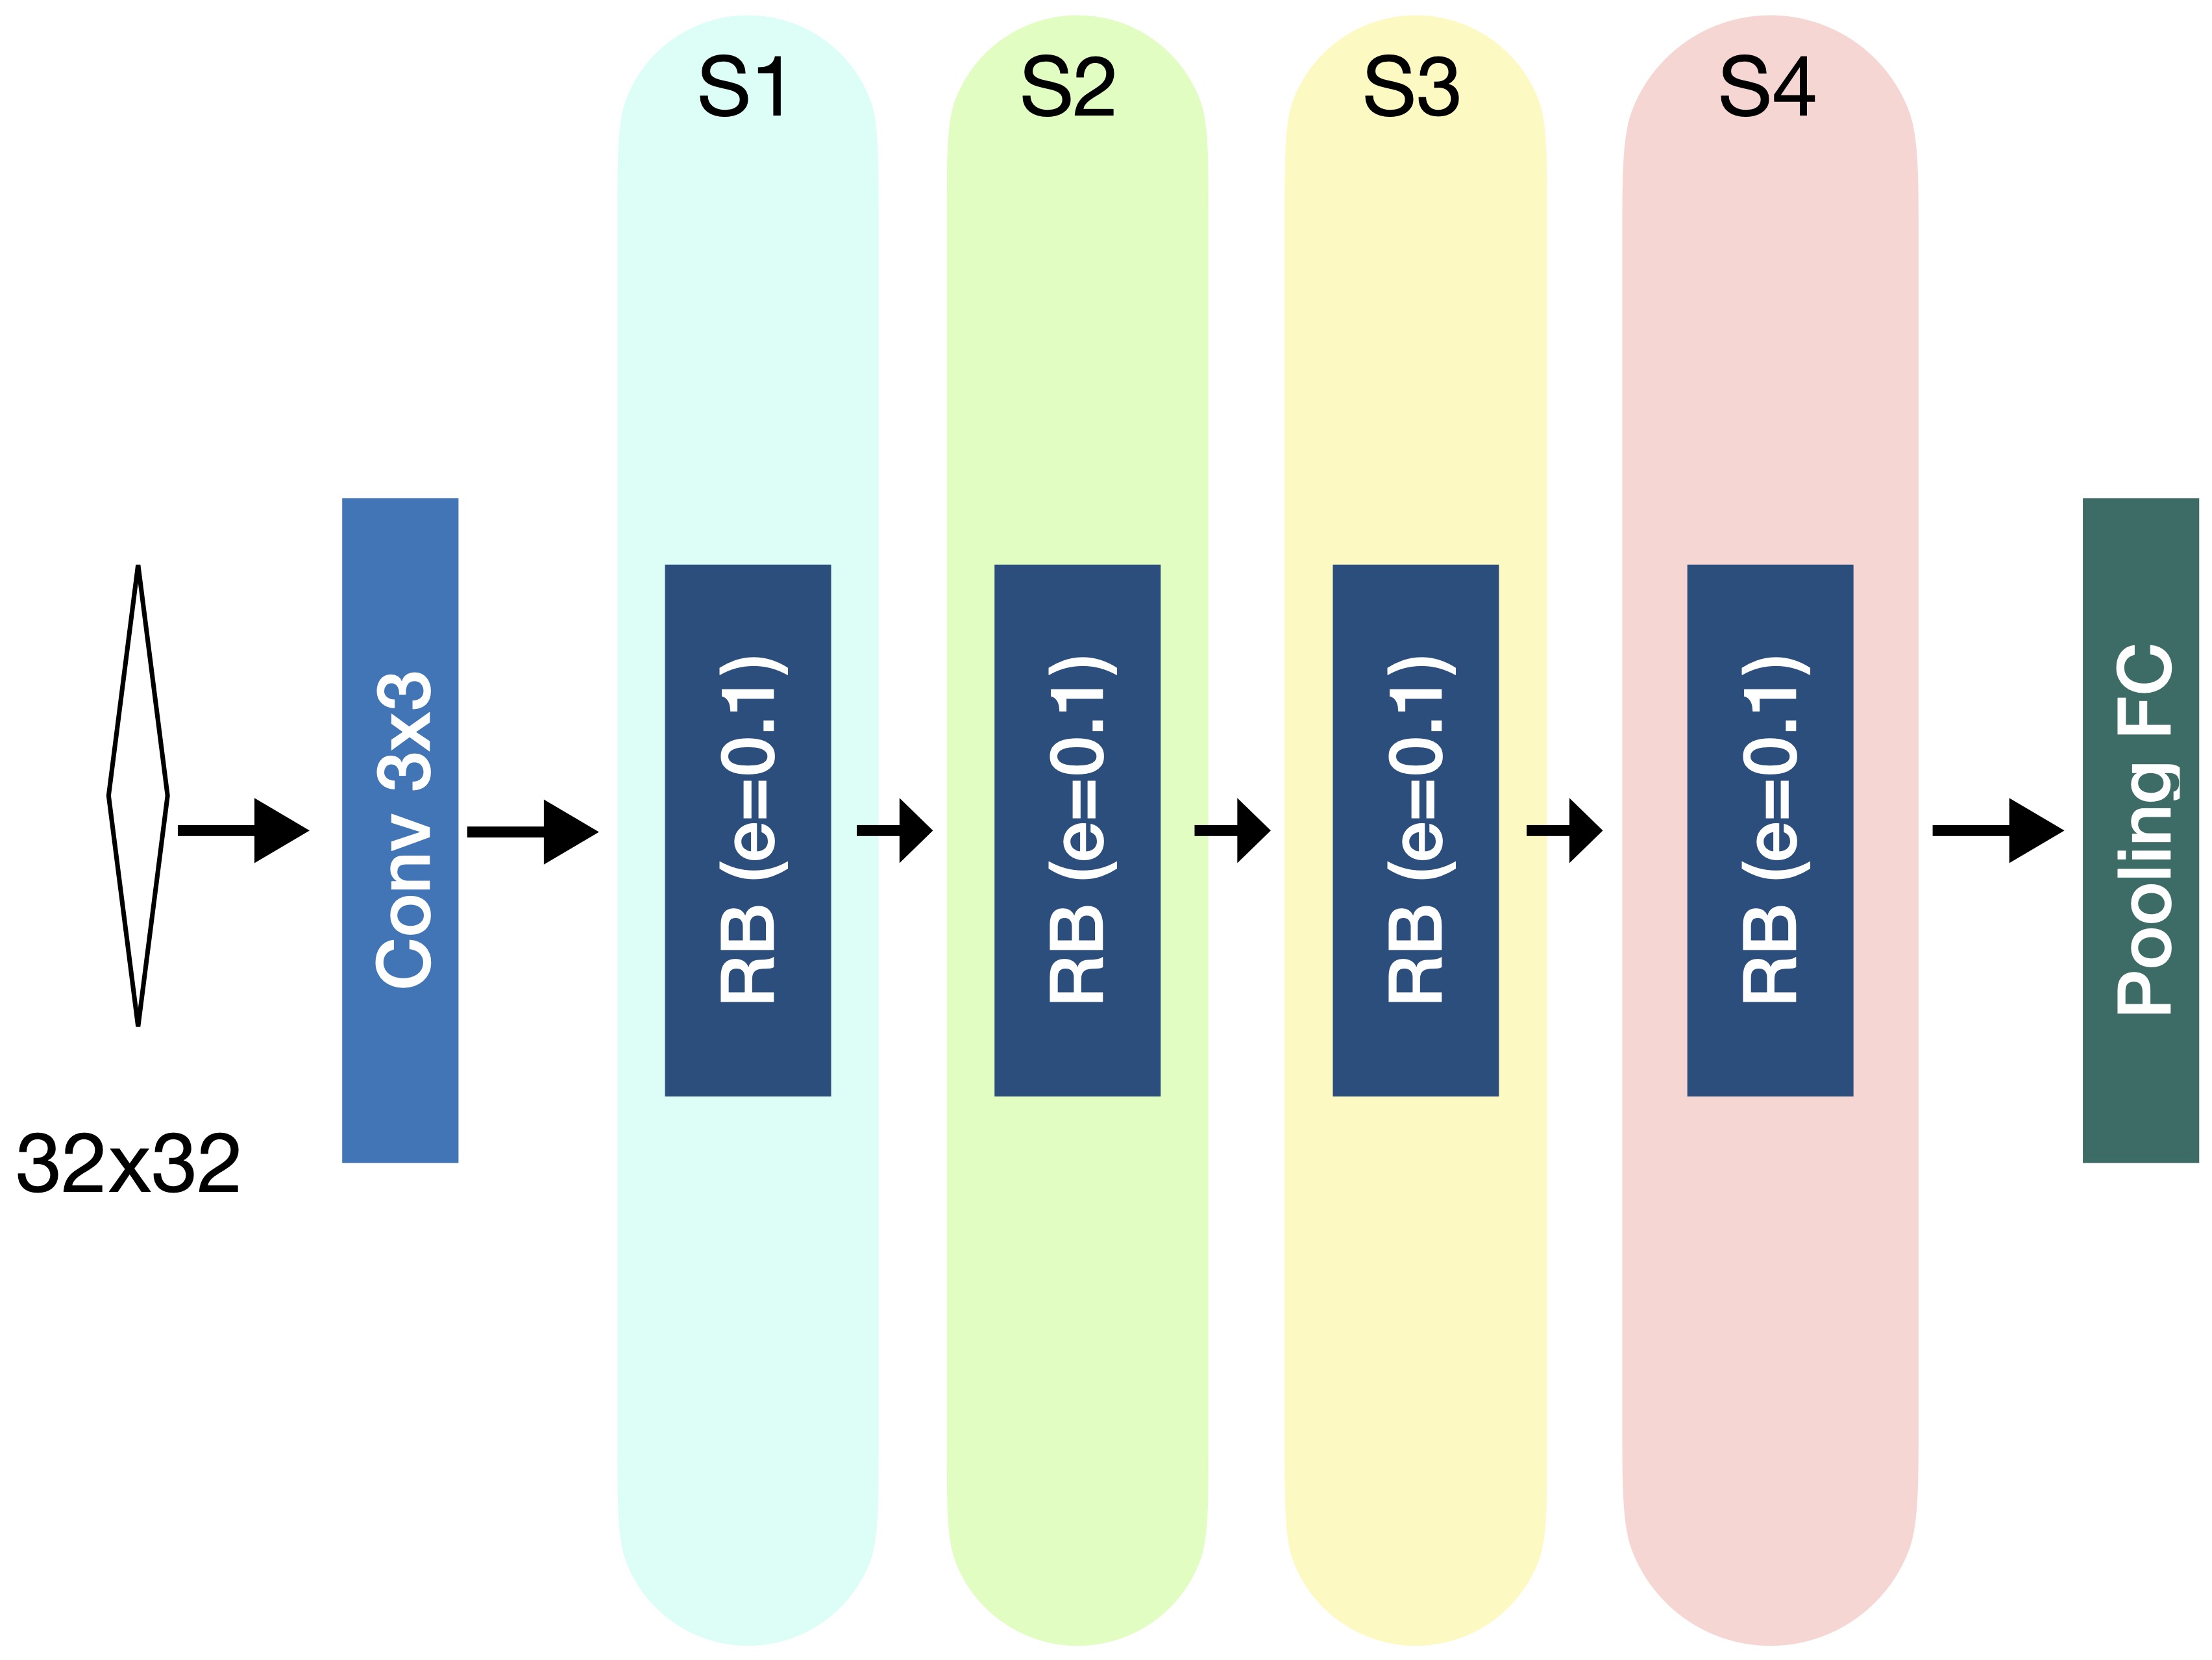 S1
S2
S3
S4
32x32
Conv 3x3
RB (e=0.1)
RB (e=0.1)
RB (e=0.1)
RB (e=0.1)
Pooling FC